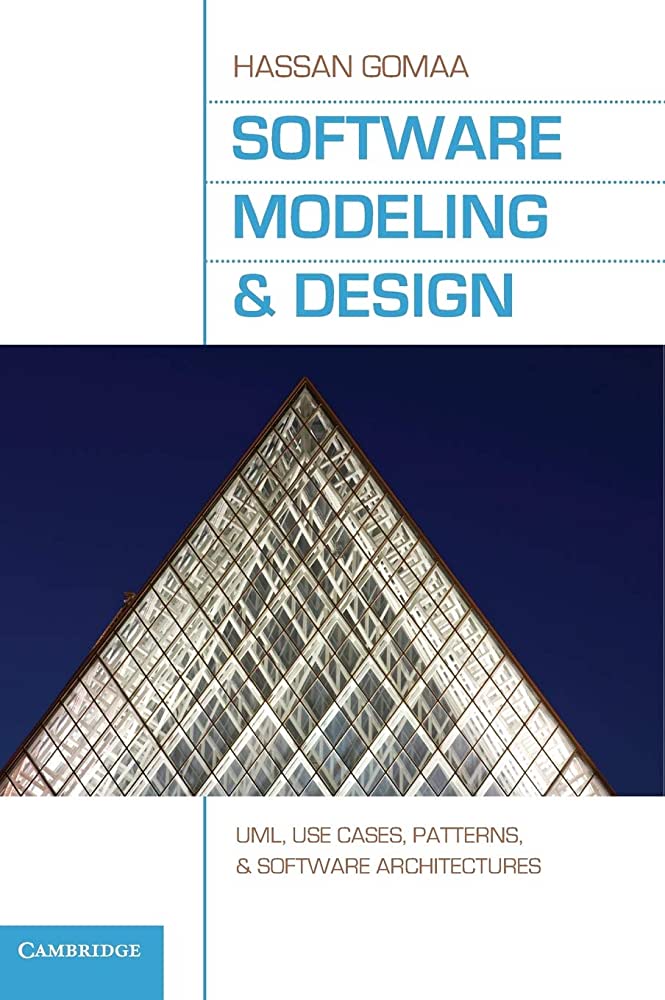 HASSAN GOMAA
SOFTWARE
MODELING
& DESIGN
UML, USE CASES, PATTERNS,
& SOFTWARE ARCHITECTURES
CAMBRIDGE